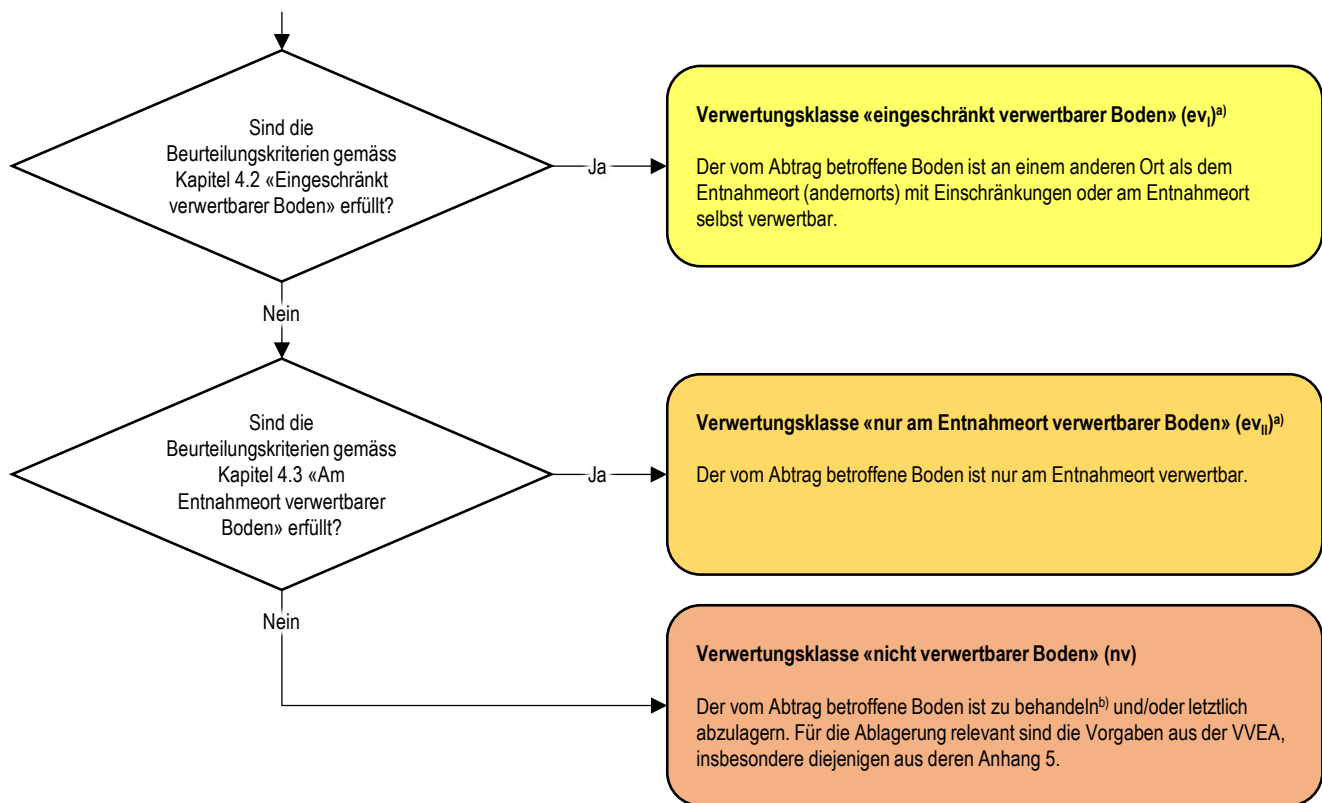 Sind die
Beurteilungskriterien gemäss
Kapitel 4.2 «Eingeschränkt
verwertbarer Boden» erfüllt?
Ja
Verwertungsklasse «eingeschränkt verwertbarer Boden» (evI)a)
Der vom Abtrag betroffene Boden ist an einem anderen Ort als dem
Entnahmeort (andernorts) mit Einschränkungen oder am Entnahmeort
selbst verwertbar.
Nein
Sind die
Beurteilungskriterien gemäss
Kapitel 4.3 «Am
Entnahmeort verwertbarer
Boden» erfüllt?
Ja
Verwertungsklasse «nur am Entnahmeort verwertbarer Boden» (evII)a)
Der vom Abtrag betroffene Boden ist nur am Entnahmeort verwertbar.
Nein
Verwertungsklasse «nicht verwertbarer Boden» (nv)
Der vom Abtrag betroffene Boden ist zu behandelnb) und/oder letztlich
abzulagern. Für die Ablagerung relevant sind die Vorgaben aus der VVEA,
insbesondere diejenigen aus deren Anhang 5.